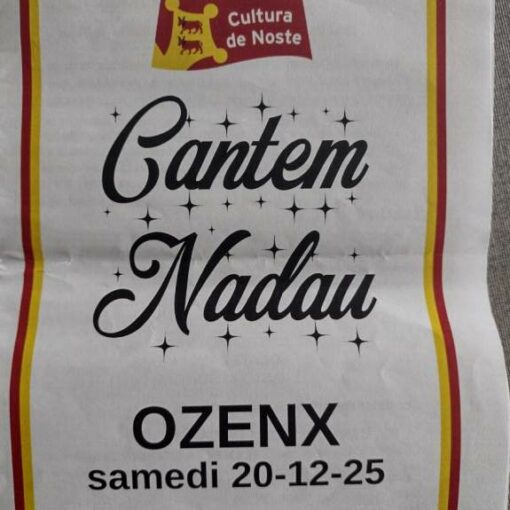 Cultura
de Noste
Cantem
Nadau
OZENX
samedi 20-12-25